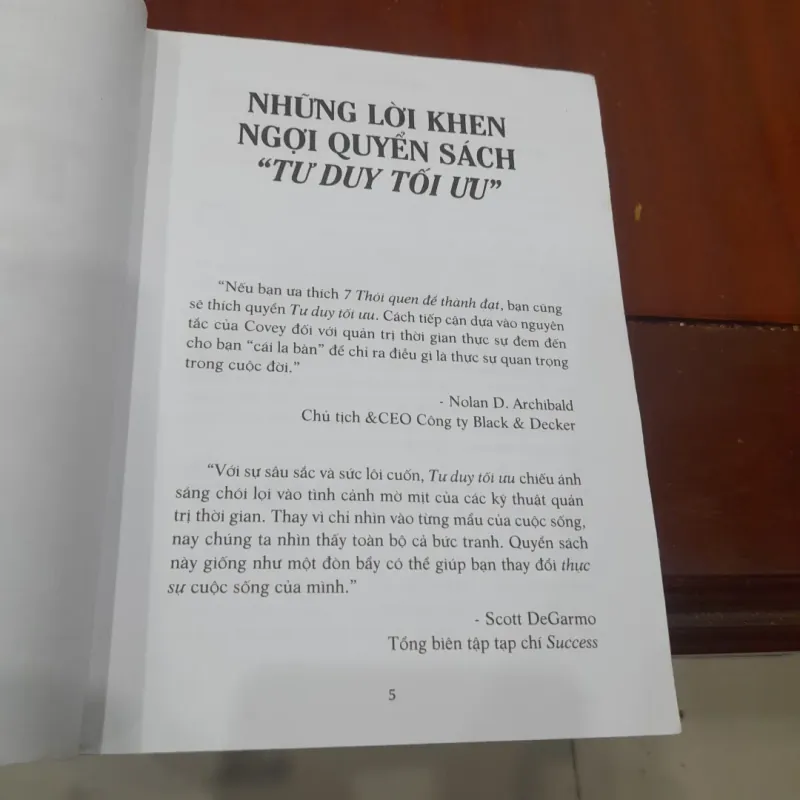 NHỮNG LỜI KHEN
NGỢI QUYỂN SÁCH
“TƯ DUY TỐI ƯU”
“Nếu bạn ưa thích 7 Thói quen để thành đạt, bạn cũng
sẽ thích quyển Tư duy tối ưu. Cách tiếp cận dựa vào nguyên
tắc của Covey đối với quản trị thời gian thực sự đem đến
cho bạn “cái la bàn” để chỉ ra điều gì là thực sự quan trọng
trong cuộc đời.”
- Nolan D. Archibald
Chủ tịch &CEO Công ty Black & Decker
“Với sự sâu sắc và sức lôi cuốn, Tư duy tối ưu chiếu ánh
sáng chói lọi vào tình cảnh mờ mịt của các kỹ thuật quản
trị thời gian. Thay vì chỉ nhìn vào từng mẩu của cuộc sống,
nay chúng ta nhìn thấy toàn bộ cả bức tranh. Quyển sách
này giống như một đòn bẩy có thể giúp bạn thay đổi thực
sự cuộc sống của mình.”
- Scott DeGarmo
Tổng biên tập tạp chí Success
5